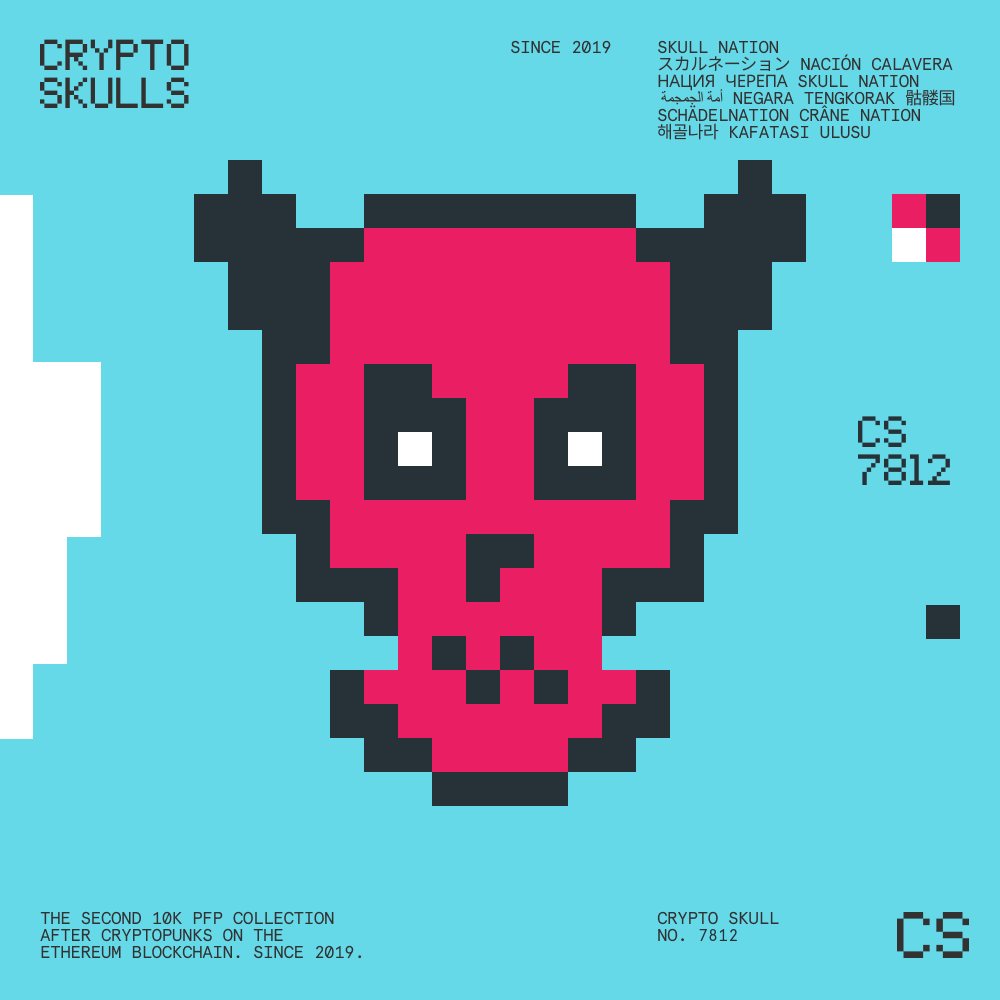 CRYPTO
SKULLS
SINCE 2019
SKULL NATION
スカルネーション NACIÓN CALAVERA
НАЦИЯ ЧЕРЕПА SKULL NATION
أمة الجمجمة NEGARA TENGKORAK 骷髅国
SCHÄDELNATION CRÂNE NATION
해골나라 KAFATASI ULUSU
CS
7812
THE SECOND 10K PFP COLLECTION
AFTER CRYPTOPUNKS ON THE
ETHEREUM BLOCKCHAIN. SINCE 2019.
CRYPTO SKULL
NO. 7812
CS